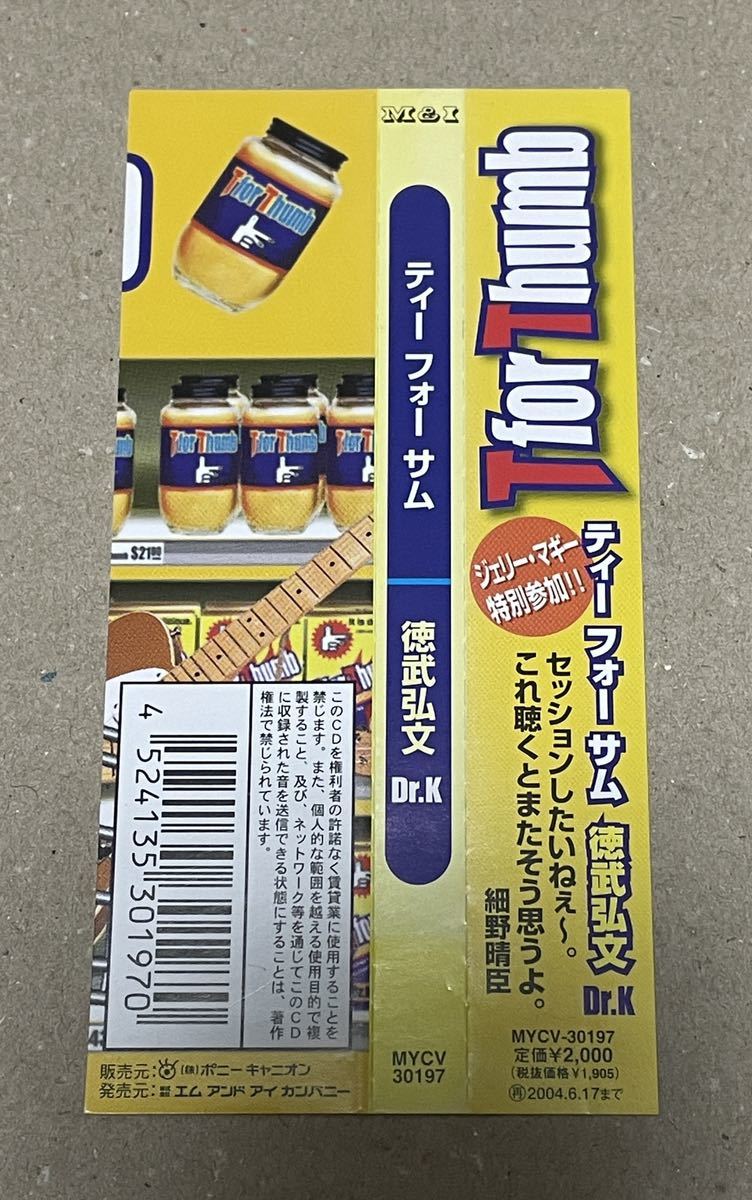 T for Thumb
ジェリー・マギー
特別参加!!
ティー フォー サム 徳武弘文 Dr.K
セッションしたいねぇ～。
これ聴くとまたそう思うよ。
細野晴臣
MYCV-30197
定価¥2,000
(税抜価格¥1,905)
再 2004.6.17まで
M&I
ティー フォー サム
徳武弘文 Dr.K
MYCV
30197
T for Thumb
T for Thumb
T for Thumb
T for Thumb
$21
このCDを権利者の許諾なく賃貸業に使用することを
禁じます。また、個人的な範囲を越える使用目的で複
製すること、及び、ネットワーク等を通じてこのCD
に収録された音を送信できる状態にすることは、著作
権法で禁じられています。
4 524135 301970
販売元: (株)ポニー キャニオン
発売元: 株式会社 エム アンド アイ カンパニー